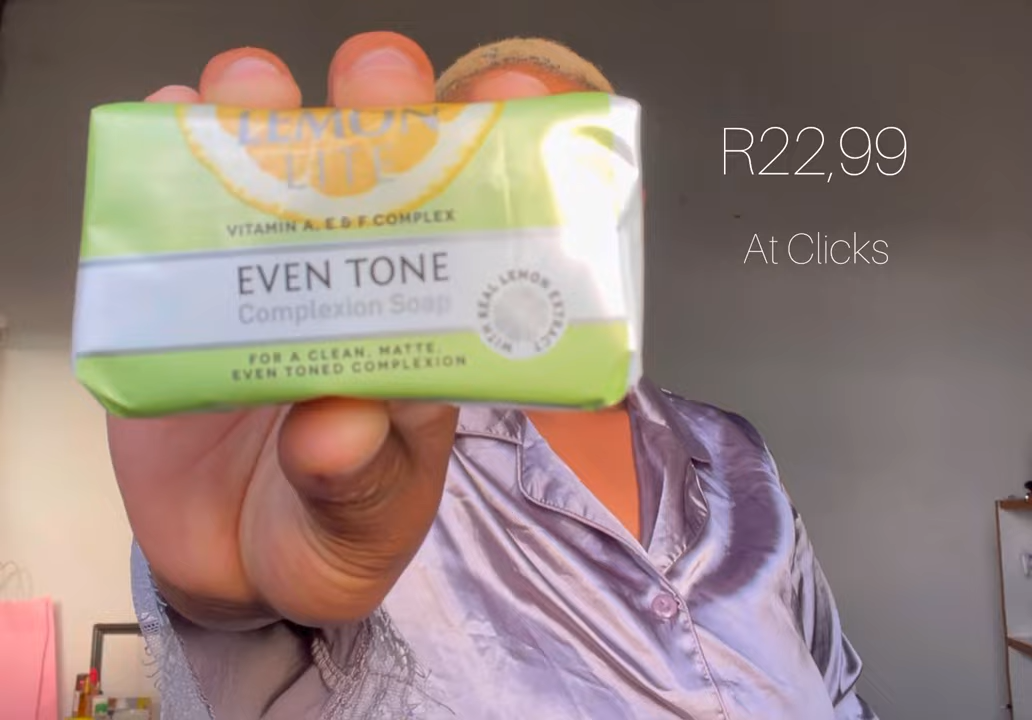 LEMON
LITE
VITAMIN A, E & F COMPLEX
EVEN TONE
Complexion Soap
WITH REAL LEMON EXTRACT
FOR A CLEAN, MATTE,
EVEN TONED COMPLEXION
R22,99
At Clicks